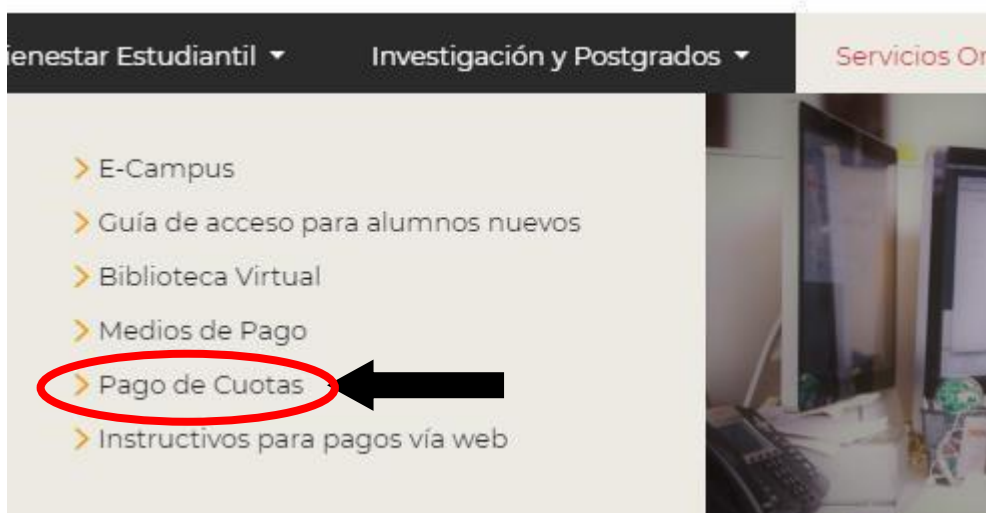 ienestar Estudiantil Investigación y Postgrados Servicios On
E-Campus
Guía de acceso para alumnos nuevos
Biblioteca Virtual
Medios de Pago
Pago de Cuotas
Instructivos para pagos vía web